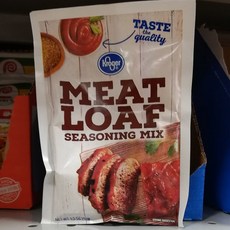 TASTE
the
quality
Kroger
MEAT
LOAF
SEASONING MIX